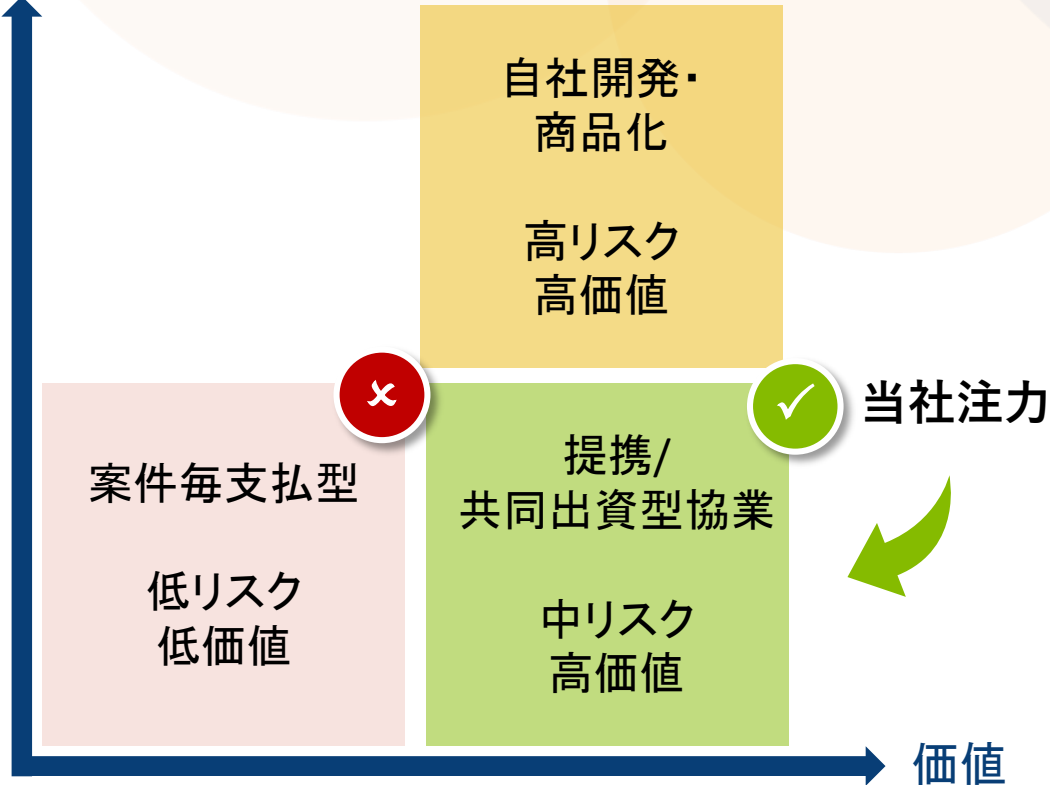 自社開発・
商品化
高リスク
高価値
当社注力
案件毎支払型
低リスク
低価値
提携/
共同出資型協業
中リスク
高価値
価値